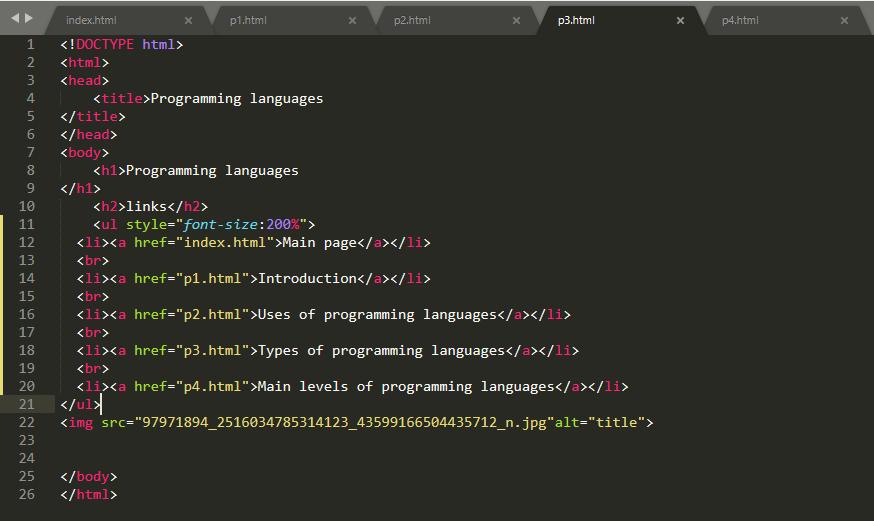 index.html × p1.html × p2.html × p3.html × p4.html ×
1 <!DOCTYPE html>
2 <html>
3 <head>
4     <title>Programming languages
5 </title>
6 </head>
7 <body>
8     <h1>Programming languages
9 </h1>
10     <h2>links</h2>
11     <ul style="font-size:200%">
12   <li><a href="index.html">Main page</a></li>
13   <br>
14   <li><a href="p1.html">Introduction</a></li>
15   <br>
16   <li><a href="p2.html">Uses of programming languages</a></li>
17   <br>
18   <li><a href="p3.html">Types of programming languages</a></li>
19   <br>
20   <li><a href="p4.html">Main levels of programming languages</a></li>
21 </ul>
22 <img src="97971894_2516034785314123_43599166504435712_n.jpg"alt="title">
23
24
25 </body>
26 </html>